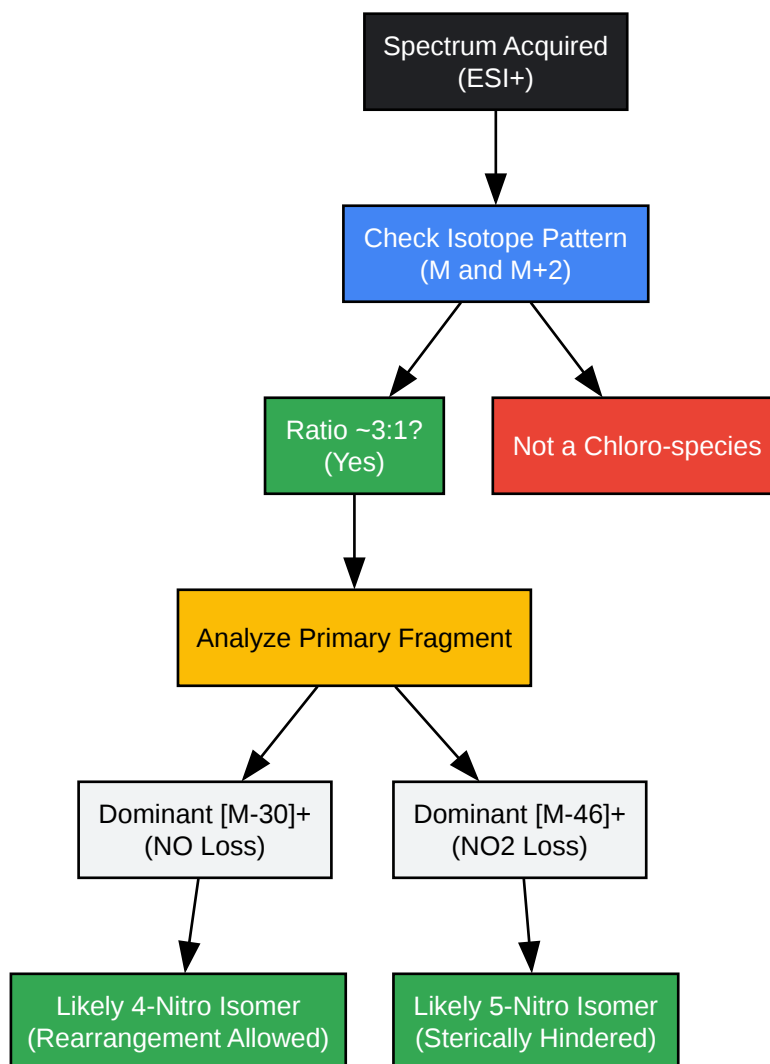 Spectrum Acquired
(ESI+)
Check Isotope Pattern
(M and M+2)
Ratio ~3:1?
(Yes)
Not a Chloro-species
Analyze Primary Fragment
Dominant [M-30]+
(NO Loss)
Dominant [M-46]+
(NO2 Loss)
Likely 4-Nitro Isomer
(Rearrangement Allowed)
Likely 5-Nitro Isomer
(Sterically Hindered)